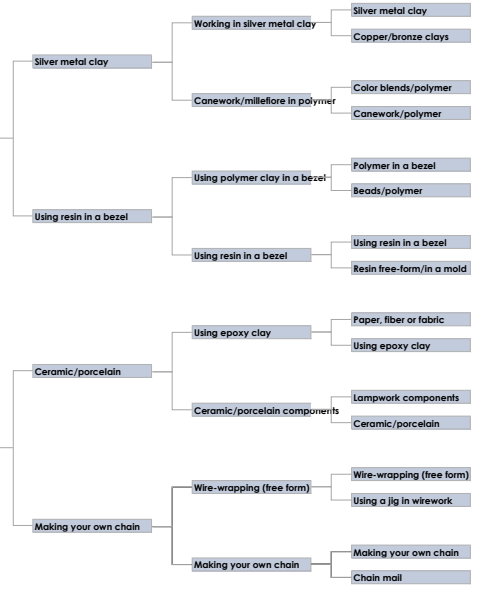 Silver metal clay
Working in silver metal clay
Copper/bronze clays
Silver metal clay
Color blends/polymer
Canework/millefiore in polymer
Canework/polymer
Polymer in a bezel
Using polymer clay in a bezel
Beads/polymer
Using resin in a bezel
Using resin in a bezel
Using resin in a bezel
Resin free-form/in a mold
Paper, fiber or fabric
Using epoxy clay
Using epoxy clay
Ceramic/porcelain
Lampwork components
Ceramic/porcelain components
Ceramic/porcelain
Wire-wrapping (free form)
Wire-wrapping (free form)
Using a jig in wirework
Making your own chain
Making your own chain
Making your own chain
Chain mail